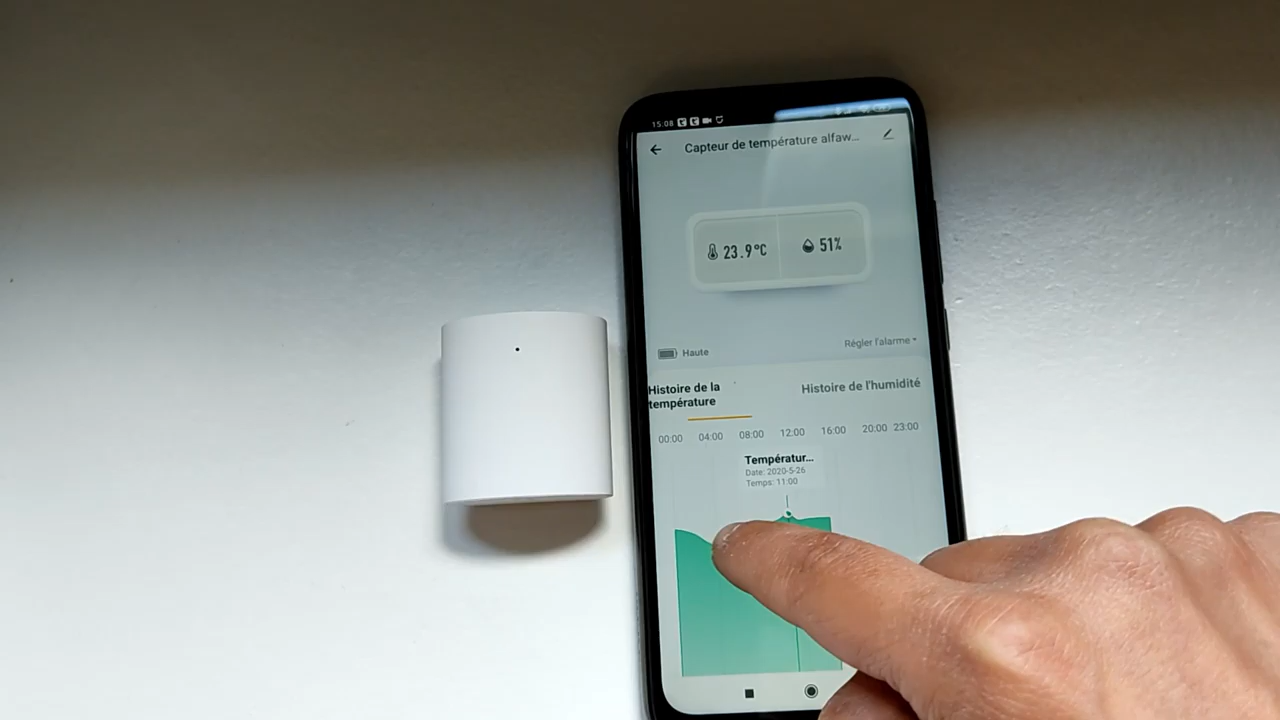 15:08
Capteur de température alfaw...
23.9°C
51%
Haute
Régler l'alarme
Histoire de la
température
Histoire de l'humidité
00:00 04:00 08:00 12:00 16:00 20:00 23:00
Températur...
Date: 2020-5-26
Temps: 11:00